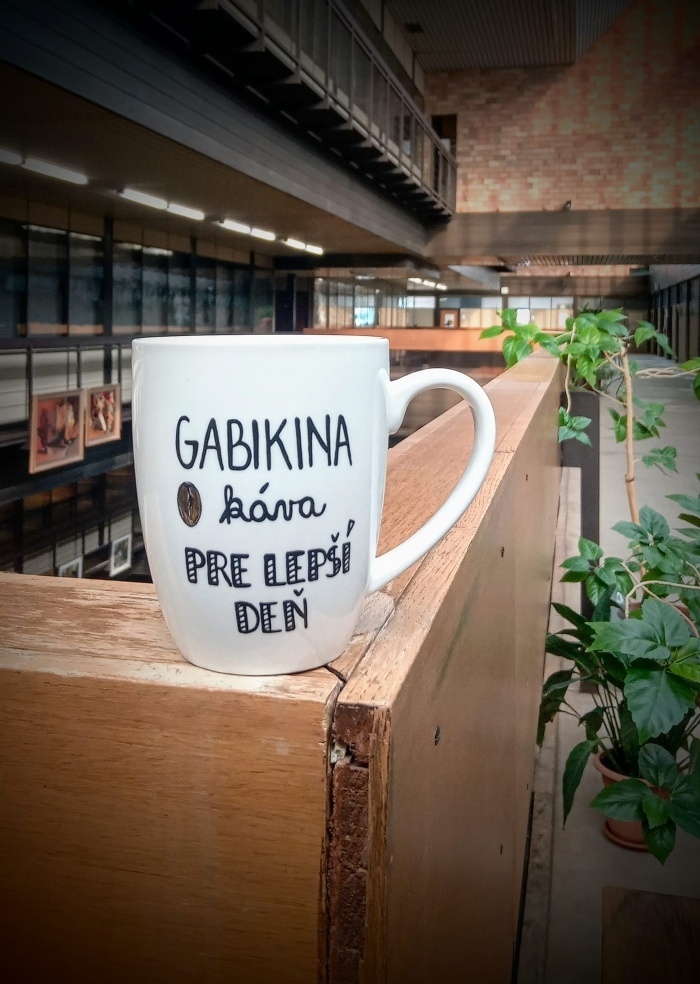 GABIKINA
káva
PRE LEPŠÍ
DEŇ